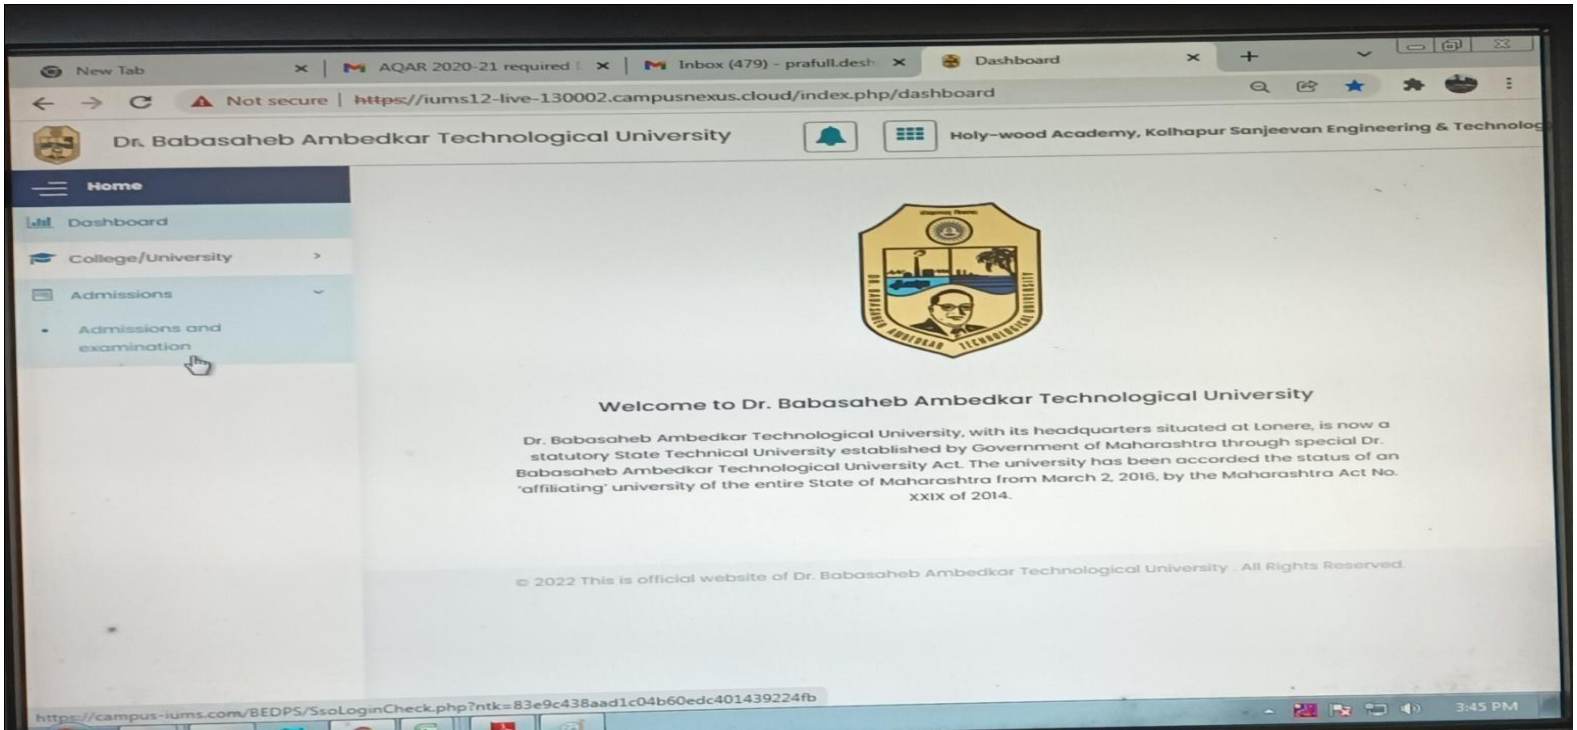 New Tab
AQAR 2020-21 required
Inbox (479) - prafull.desh
Dashboard
Not secure | https://iums12-live-130002.campusnexus.cloud/index.php/dashboard
Dr. Babasaheb Ambedkar Technological University
Holy-wood Academy, Kolhapur Sanjeevan Engineering & Technolog
Home
Dashboard
College/University
Admissions
Admissions and
examination
DR. BABASAHEB AMBEDKAR TECHNOLOGICAL UNIVERSITY
Welcome to Dr. Babasaheb Ambedkar Technological University
Dr. Babasaheb Ambedkar Technological University, with its headquarters situated at Lonere, is now a
statutory State Technical University established by Government of Maharashtra through special Dr.
Babasaheb Ambedkar Technological University Act. The university has been accorded the status of an
'affiliating' university of the entire State of Maharashtra from March 2, 2016, by the Maharashtra Act No.
XXIX of 2014.
© 2022 This is official website of Dr. Babasaheb Ambedkar Technological University . All Rights Reserved.
https://campus-iums.com/BEDPS/SsoLoginCheck.php?ntk=83e9c438aad1c04b60edc401439224fb
3:45 PM